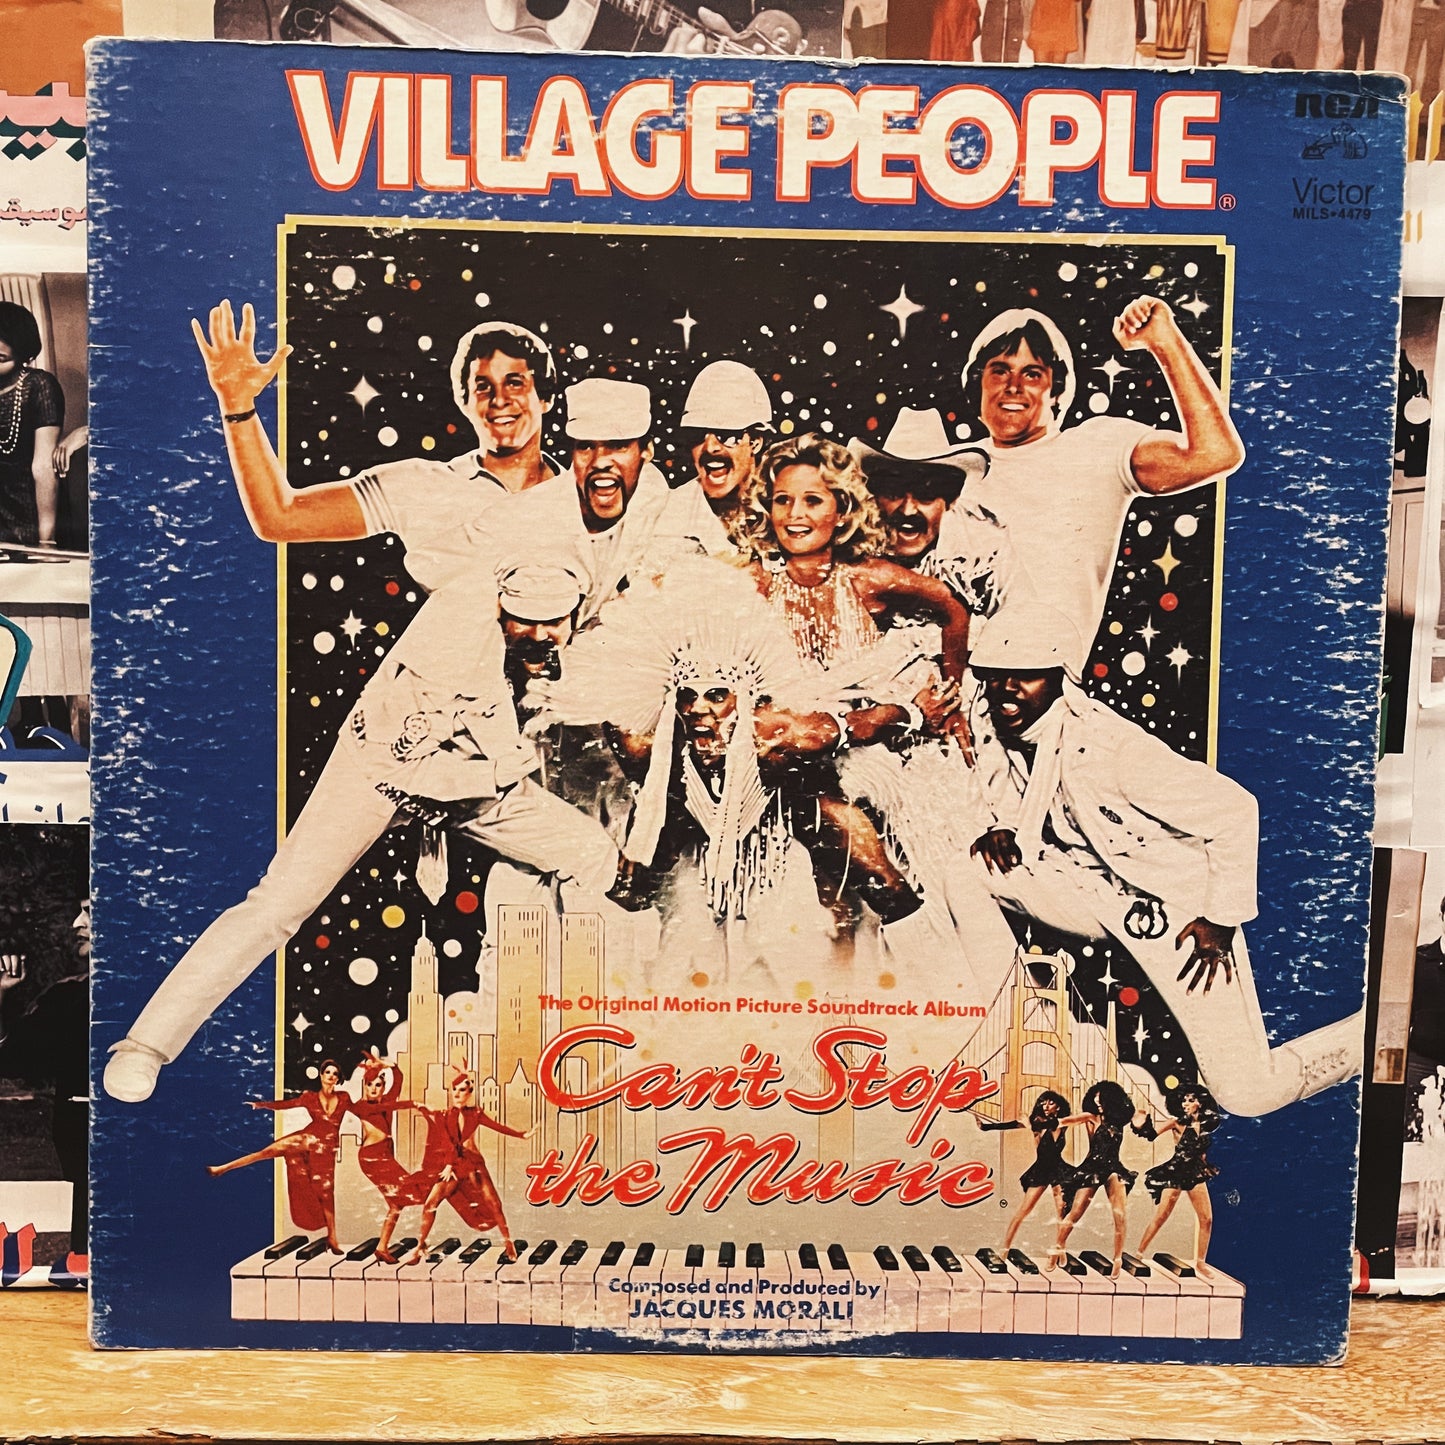 VILLAGE PEOPLE®
RCA
Victor
MILS-4479
موسيقى
The Original Motion Picture Soundtrack Album
Can't Stop
the Music
Composed and Produced by
JACQUES MORALI